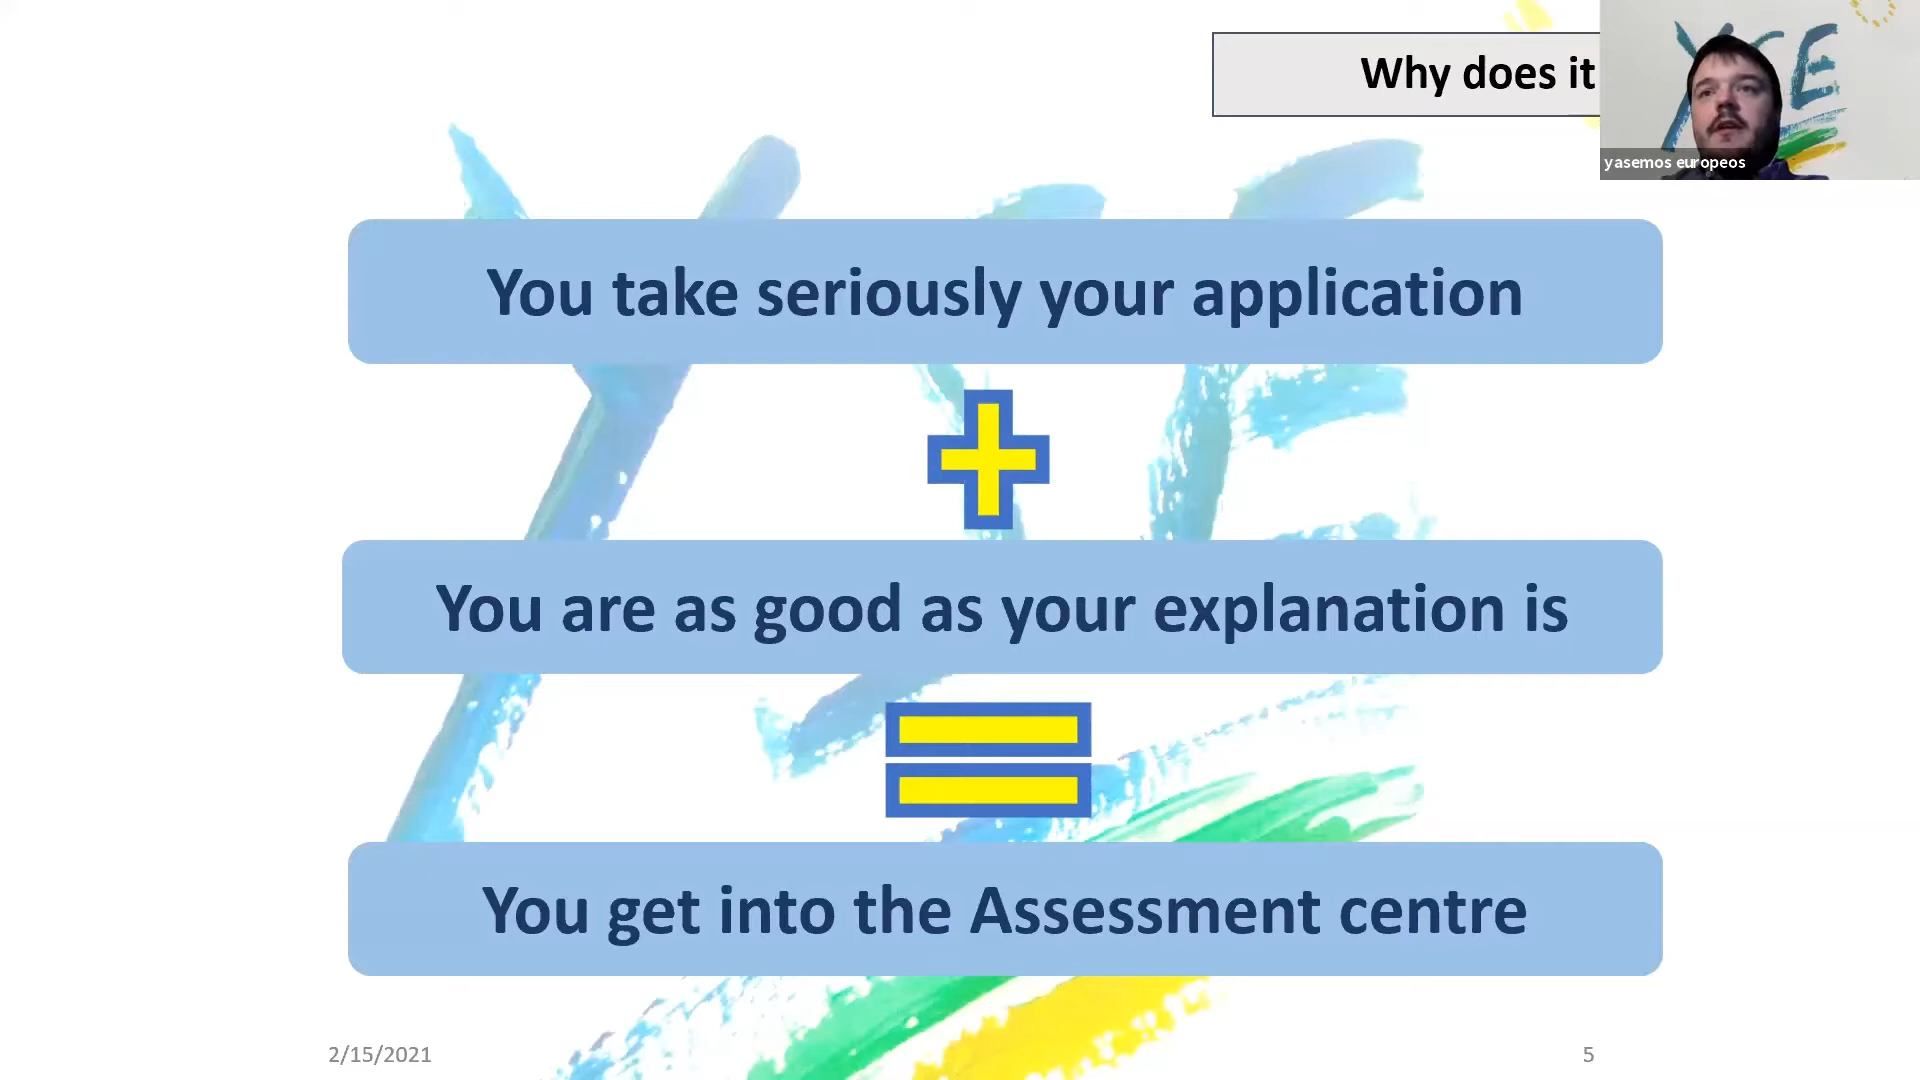 Why does it
YSE
yasemos europeos
You take seriously your application
You are as good as your explanation is
You get into the Assessment centre
2/15/2021
5